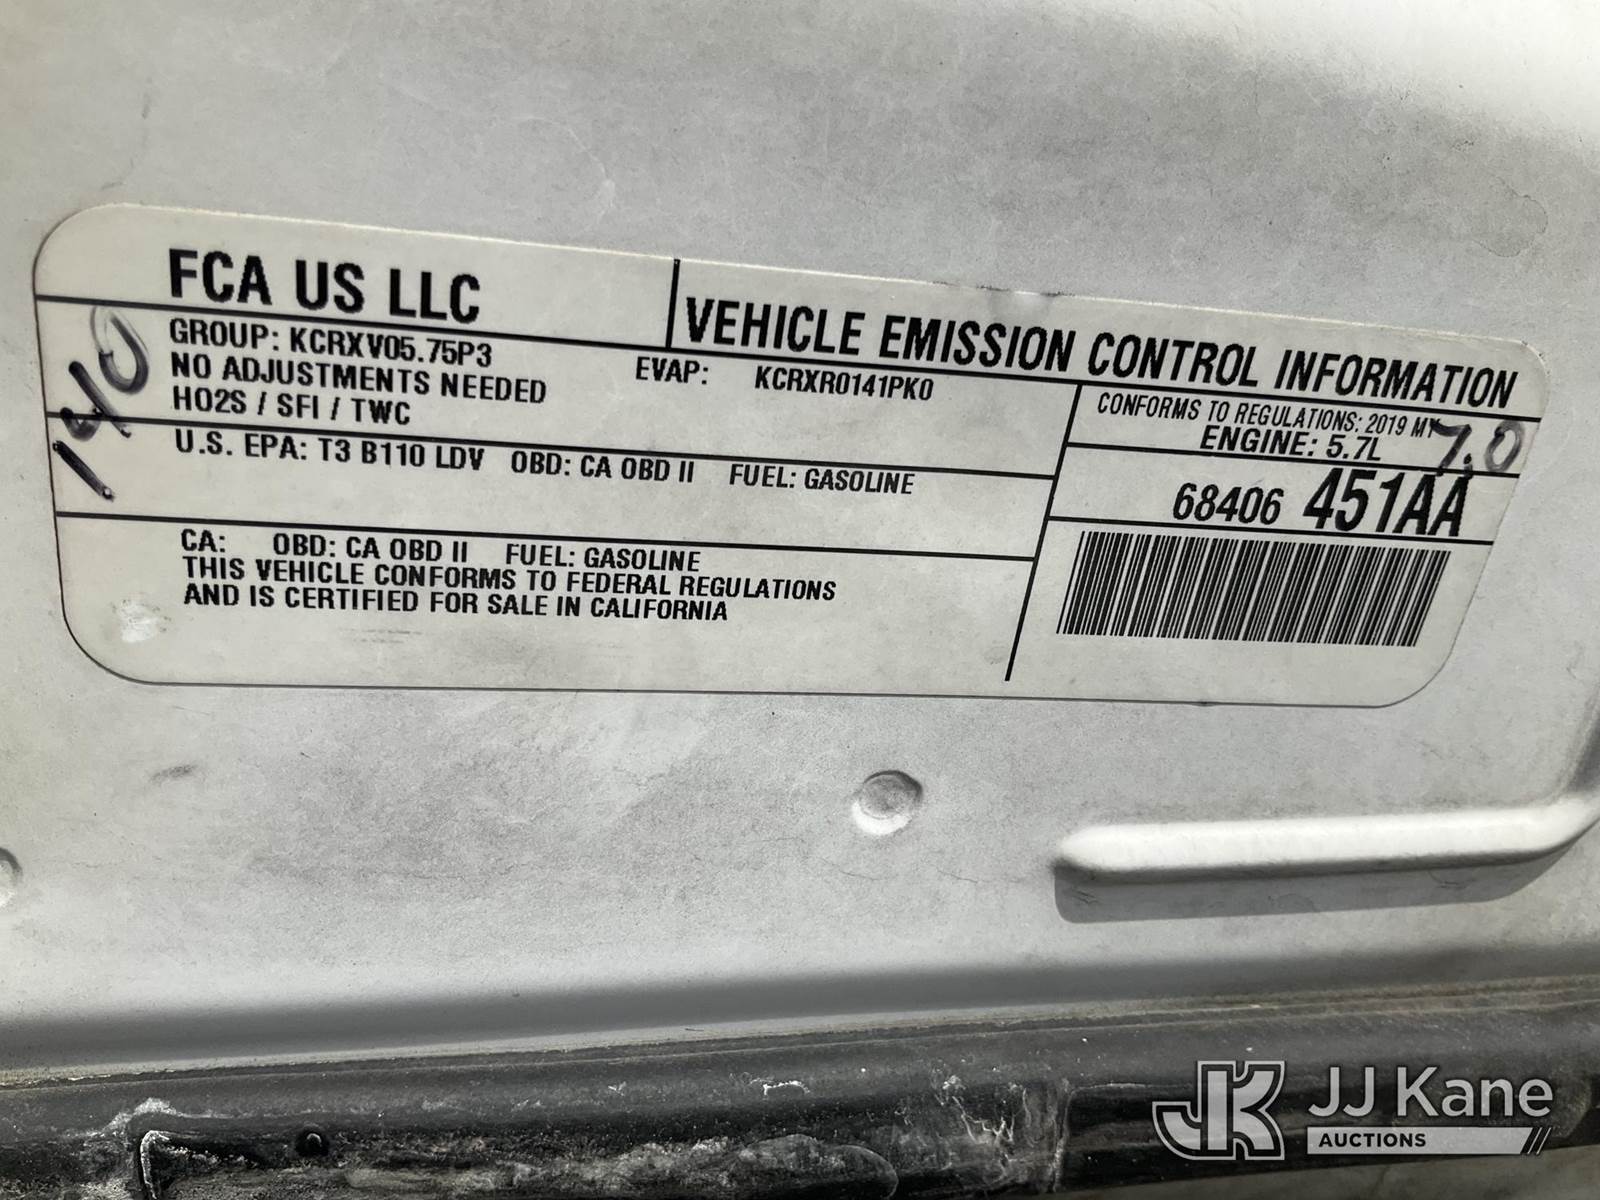 FCA US LLC
VEHICLE EMISSION CONTROL INFORMATION
GROUP: KCRXV05.75P3
EVAP: KCRXR0141PK0
NO ADJUSTMENTS NEEDED
HO2S / SFI / TWC
CONFORMS TO REGULATIONS: 2019 MY
ENGINE: 5.7L
7.0
140
U.S. EPA: T3 B110 LDV OBD: CA OBD II FUEL: GASOLINE
68406 451AA
CA: OBD: CA OBD II FUEL: GASOLINE
THIS VEHICLE CONFORMS TO FEDERAL REGULATIONS
AND IS CERTIFIED FOR SALE IN CALIFORNIA
JK JJ Kane
AUCTIONS